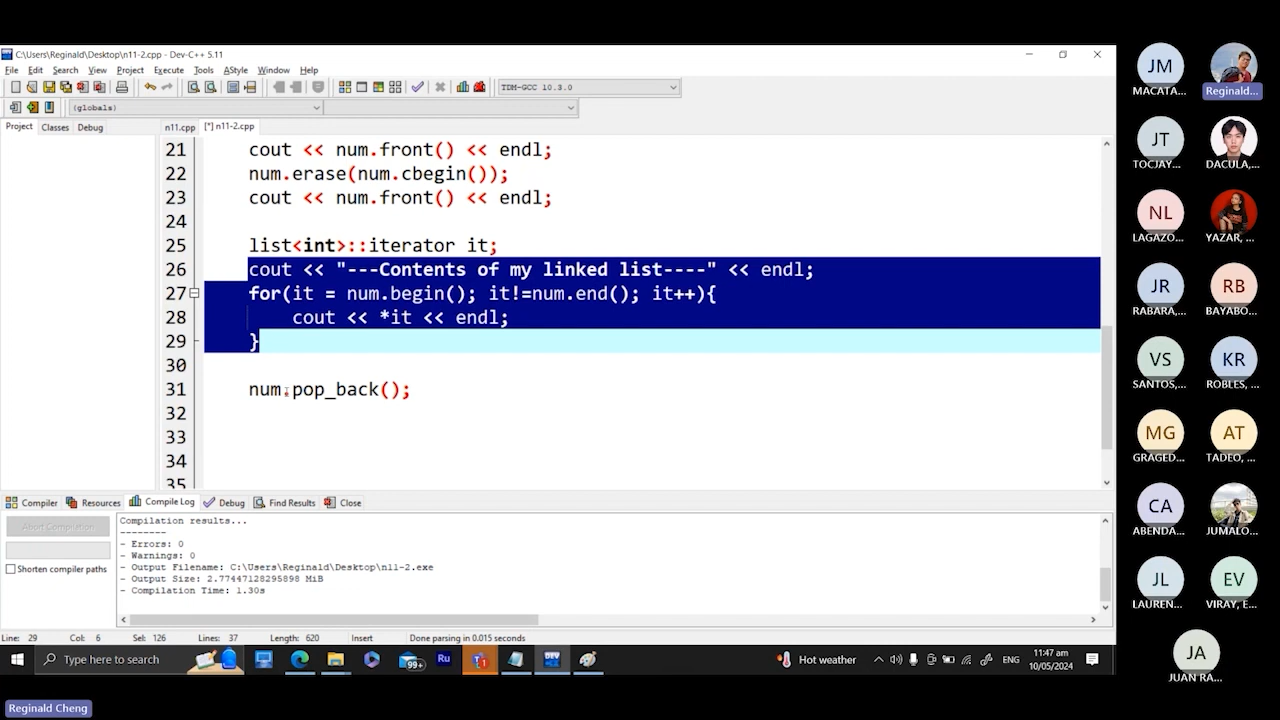 C:\Users\Reginald\Desktop\n11-2.cpp - Dev-C++ 5.11
File Edit Search View Project Execute Tools AStyle Window Help
TDM-GCC 10.3.0
(globals)
Project Classes Debug
n11.cpp [*] n11-2.cpp
21 cout << num.front() << endl;
22 num.erase(num.cbegin());
23 cout << num.front() << endl;
24
25 list<int>::iterator it;
26 cout << "---Contents of my linked list----" << endl;
27 for(it = num.begin(); it!=num.end(); it++){
28 cout << *it << endl;
29 }
30
31 num.pop_back();
32
33
34
35
Compiler Resources Compile Log Debug Find Results Close
Abort Compilation
Shorten compiler paths
Compilation results...
--------
- Errors: 0
- Warnings: 0
- Output Filename: C:\Users\Reginald\Desktop\n11-2.exe
- Output Size: 2.77447128295898 MiB
- Compilation Time: 1.30s
Line: 29 Col: 6 Sel: 126 Lines: 37 Length: 620 Insert Done parsing in 0.015 seconds
Type here to search
99+
Ru
1
DEV
Hot weather
ENG
11:47 am
10/05/2024
Reginald Cheng
JM
MACATA...
Reginald...
JT
TOCJAY...
DACULA,...
NL
LAGAZO...
YAZAR, ...
JR
RABARA,...
RB
BAYABO...
VS
SANTOS,...
KR
ROBLES, ...
MG
GRAGED...
AT
TADEO, ...
CA
ABENDA...
JUMALO...
JL
LAUREN...
EV
VIRAY, E...
JA
JUAN RA...